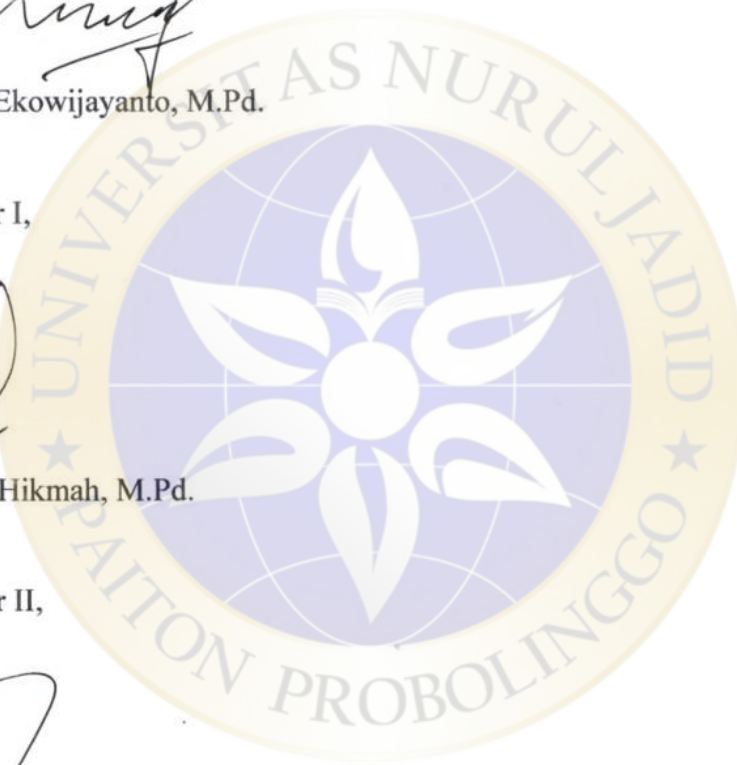 Ekowijayanto, M.Pd.
r I,
Hikmah, M.Pd.
r II,
UNIVERSITAS NURUL JADID
PAITON PROBOLINGGO